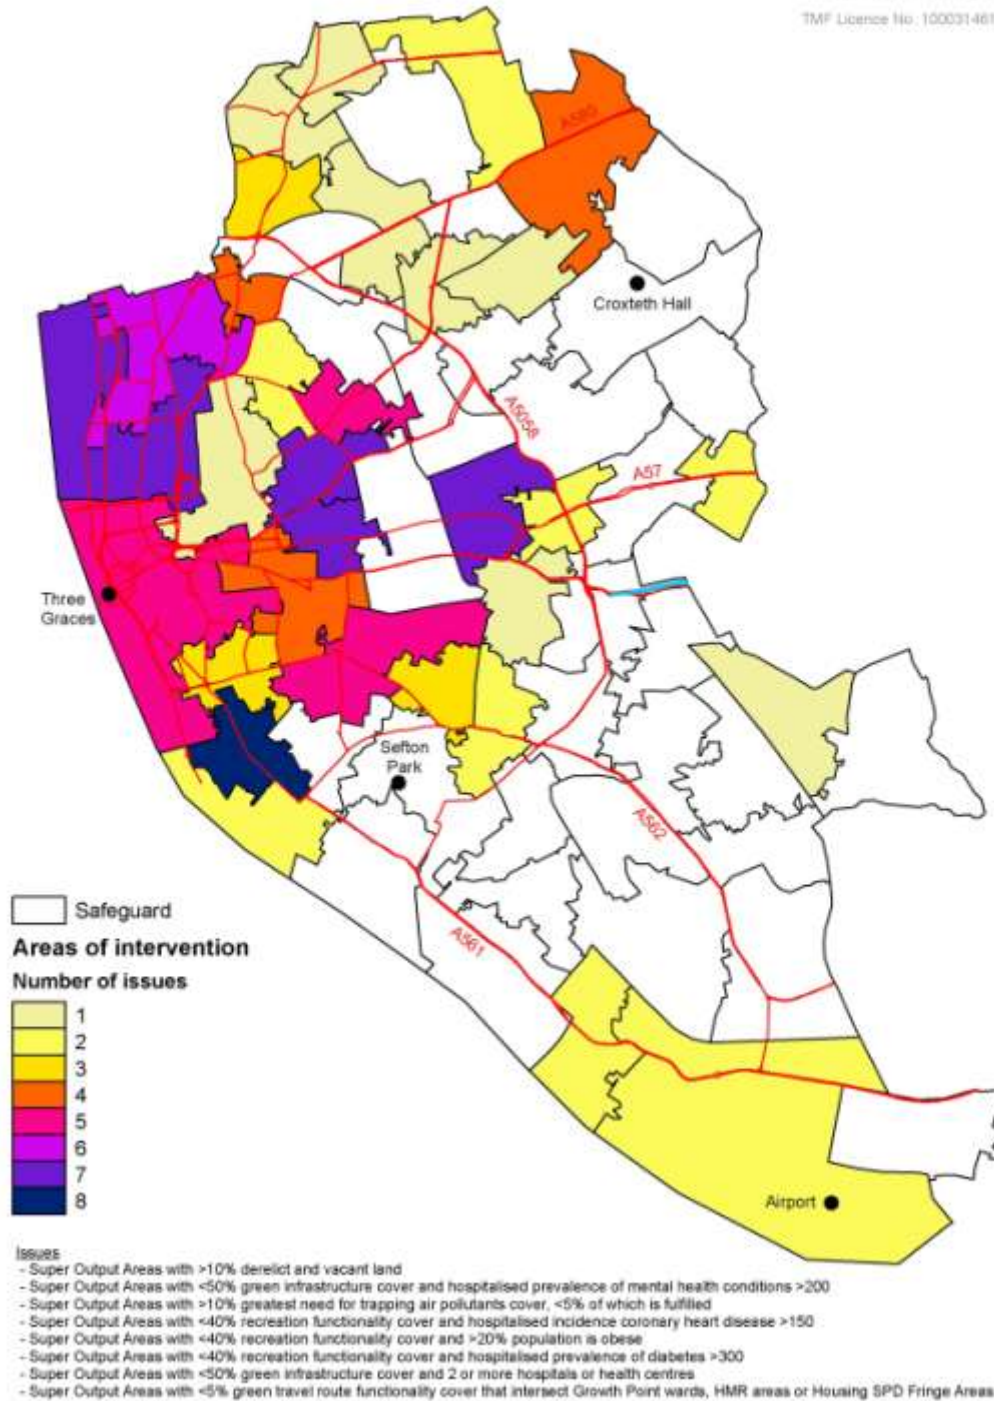 TMF Licence No. 100031461
A580
Croxteth Hall
A5058
A57
Three
Graces
Sefton
Park
A562
A561
Safeguard
Areas of intervention
Number of issues
1
2
3
4
5
6
7
8
Airport
Issues
- Super Output Areas with >10% derelict and vacant land
- Super Output Areas with <50% green infrastructure cover and hospitalised prevalence of mental health conditions >200
- Super Output Areas with >10% greatest need for trapping air pollutants cover, <5% of which is fulfilled
- Super Output Areas with <40% recreation functionality cover and hospitalised incidence coronary heart disease >150
- Super Output Areas with <40% recreation functionality cover and >20% population is obese
- Super Output Areas with <40% recreation functionality cover and hospitalised prevalence of diabetes >300
- Super Output Areas with <50% green infrastructure cover and 2 or more hospitals or health centres
- Super Output Areas with <5% green travel route functionality cover that intersect Growth Point wards, HMR areas or Housing SPD Fringe Areas